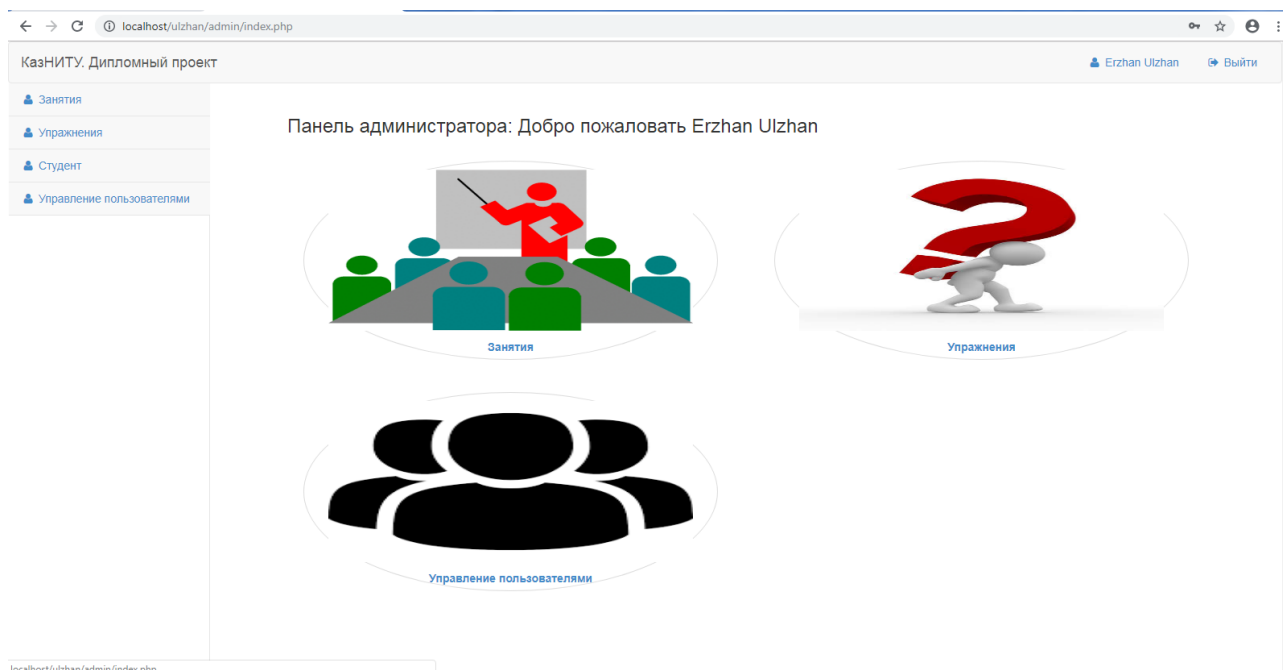 localhost/ulzhan/admin/index.php
КазНИТУ. Дипломный проект
Erzhan Ulzhan Выйти
Занятия
Упражнения
Студент
Управление пользователями
Панель администратора: Добро пожаловать Erzhan Ulzhan
Занятия
Упражнения
Управление пользователями
localhost/ulzhan/admin/index.php